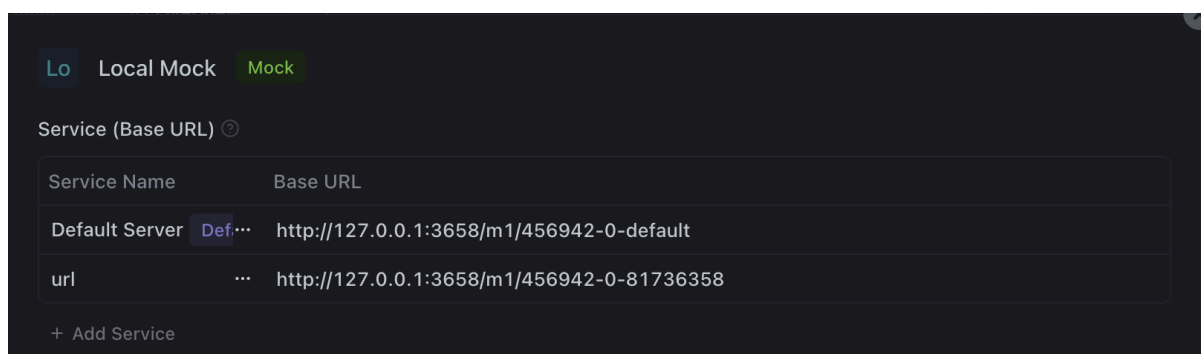 Lo Local Mock Mock
Service (Base URL) ?
Service Name Base URL
Default Server Def ··· http://127.0.0.1:3658/m1/456942-0-default
url ··· http://127.0.0.1:3658/m1/456942-0-81736358
+ Add Service